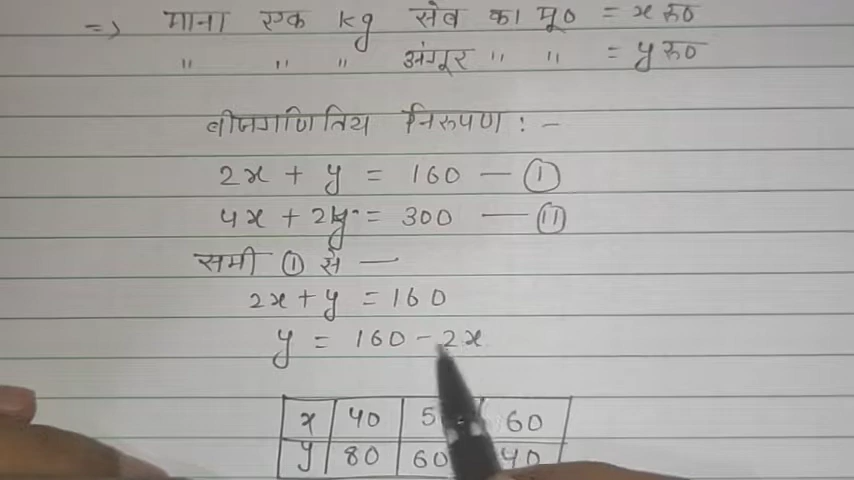 => माना एक kg सेव का मू० = x रु०
" " " अंगूर " " = y रु०
बीजगणितिय निरुपण : –
2x + y = 160 — (I)
4x + 2y = 300 — (II)
समी (I) से —
2x + y = 160
y = 160 - 2x
x 40 5 60
y 80 60 40